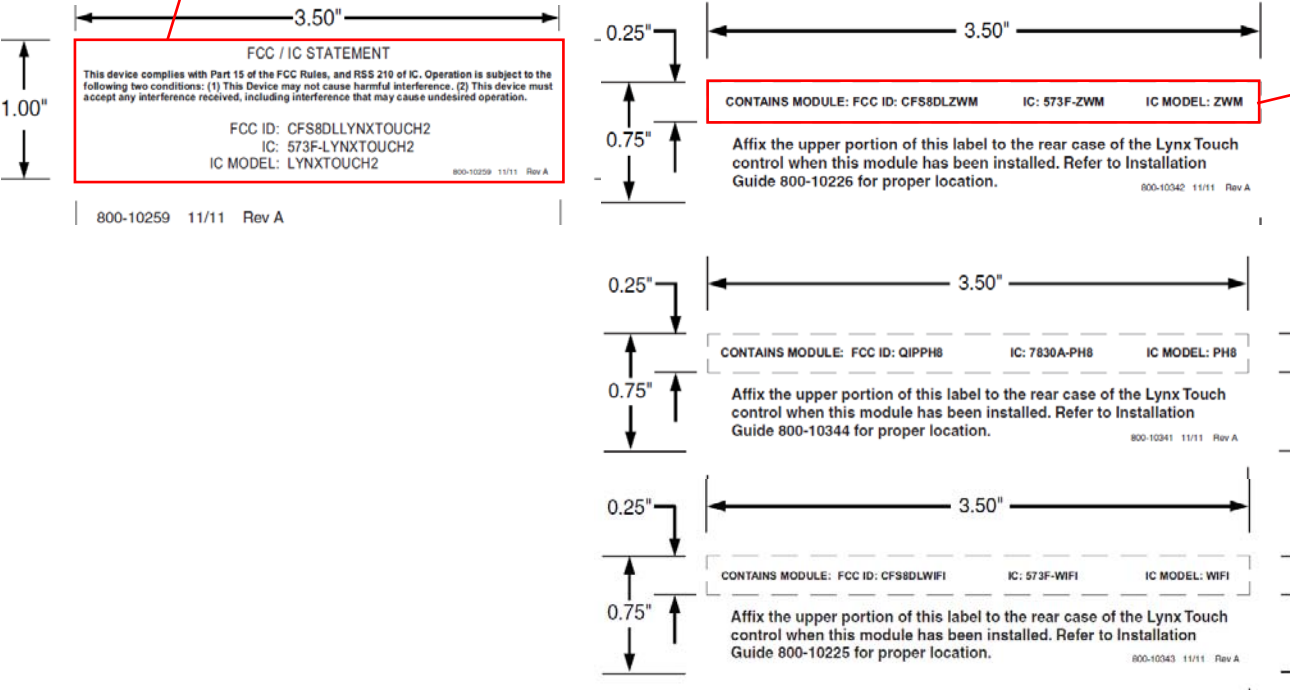 3.50"
1.00"
FCC / IC STATEMENT
This device complies with Part 15 of the FCC Rules, and RSS 210 of IC. Operation is subject to the
following two conditions: (1) This Device may not cause harmful interference. (2) This device must
accept any interference received, including interference that may cause undesired operation.
FCC ID: CFS8DLLYNXTOUCH2
IC: 573F-LYNXTOUCH2
IC MODEL: LYNXTOUCH2
800-10259 11/11 Rev A
800-10259 11/11 Rev A
0.25"
3.50"
0.75"
CONTAINS MODULE: FCC ID: CFS8DLZWM IC: 573F-ZWM IC MODEL: ZWM
Affix the upper portion of this label to the rear case of the Lynx Touch
control when this module has been installed. Refer to Installation
Guide 800-10226 for proper location.
800-10342 11/11 Rev A
0.25"
3.50"
0.75"
CONTAINS MODULE: FCC ID: QIPPH8 IC: 7830A-PH8 IC MODEL: PH8
Affix the upper portion of this label to the rear case of the Lynx Touch
control when this module has been installed. Refer to Installation
Guide 800-10344 for proper location.
800-10341 11/11 Rev A
0.25"
3.50"
0.75"
CONTAINS MODULE: FCC ID: CFS8DLWIFI IC: 573F-WIFI IC MODEL: WIFI
Affix the upper portion of this label to the rear case of the Lynx Touch
control when this module has been installed. Refer to Installation
Guide 800-10225 for proper location.
800-10343 11/11 Rev A